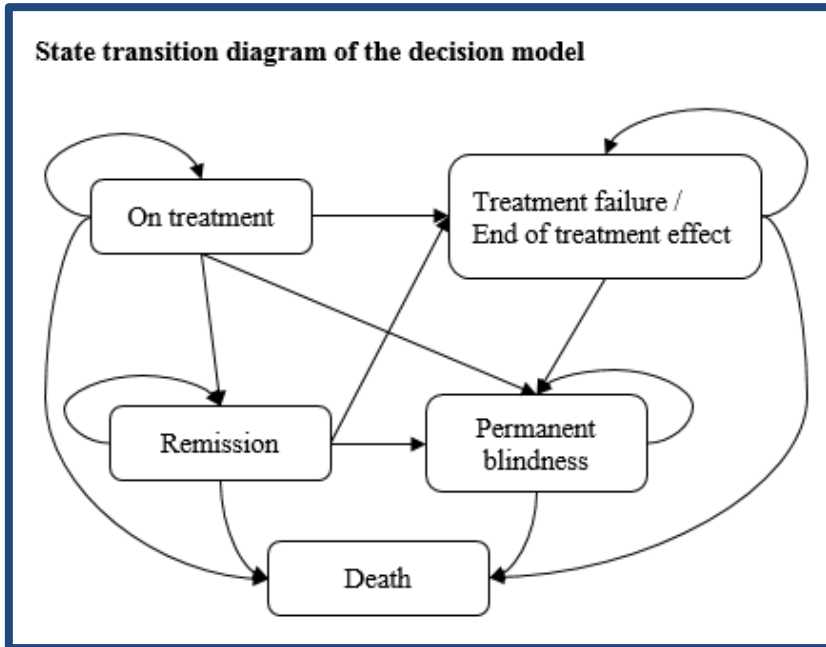 State transition diagram of the decision model
On treatment
Treatment failure /
End of treatment effect
Remission
Permanent
blindness
Death